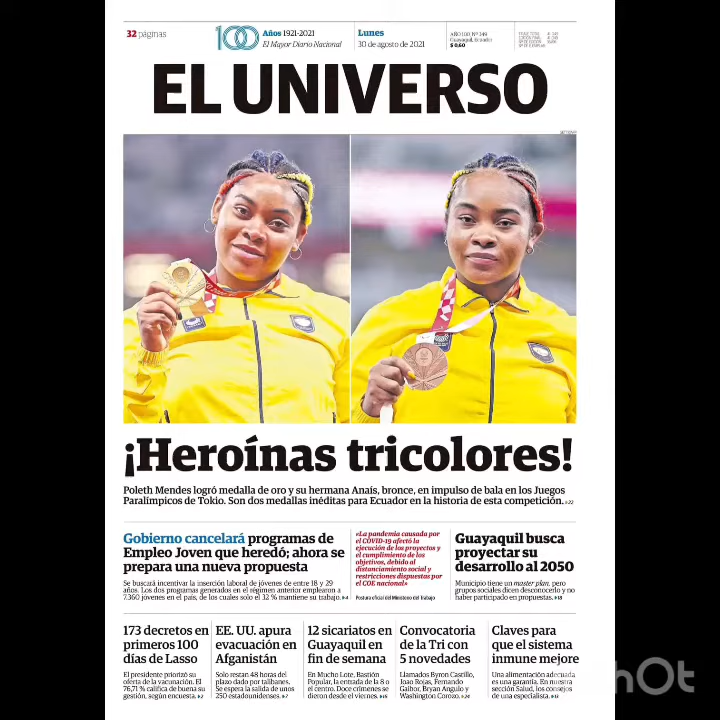 32 páginas
100 Años 1921-2021
El Mayor Diario Nacional
Lunes
30 de agosto de 2021
Guayaquil, Ecuador
$ 0,60
EL UNIVERSO
¡Heroínas tricolores!
Poleth Mendes logró medalla de oro y su hermana Anaís, bronce, en impulso de bala en los Juegos
Paralímpicos de Tokio. Son dos medallas inéditas para Ecuador en la historia de esta competición.
Gobierno cancelará programas de
Empleo Joven que heredó; ahora se
prepara una nueva propuesta
Se buscará incentivar la inserción laboral de jóvenes de entre 18 y 29
años. Los dos programas generados en el régimen anterior emplearon a
7.360 jóvenes en el país, de los cuales solo el 32 % mantiene su trabajo.
«La pandemia causada por
el COVID-19 afectó la
ejecución de los proyectos y
el cumplimiento de los
objetivos, debido al
distanciamiento social y
restricciones dispuestas por
el COE nacional»
Postura oficial del Ministerio del Trabajo
Guayaquil busca
proyectar su
desarrollo al 2050
Municipio tiene un master plan, pero
grupos sociales dicen desconocerlo y no
haber participado en propuestas.
173 decretos en
primeros 100
días de Lasso
El presidente priorizó su
oferta de la vacunación. El
76,71 % califica de buena su
gestión, según encuesta.
EE. UU. apura
evacuación en
Afganistán
Solo restan 48 horas del
plazo dado por talibanes.
Se espera la salida de unos
250 estadounidenses.
12 sicariatos en
Guayaquil en
fin de semana
En Mucho Lote, Bastión
Popular, la entrada de la 8 o
el centro. Doce crímenes se
dieron desde el viernes.
Convocatoria
de la Tri con
5 novedades
Llamados Byron Castillo,
Joao Rojas, Fernando
Gaibor, Bryan Angulo y
Washington Corozo.
Claves para
que el sistema
inmune mejore
Una alimentación adecuada
es una garantía. En nuestra
sección Salud, los consejos
de una especialista.